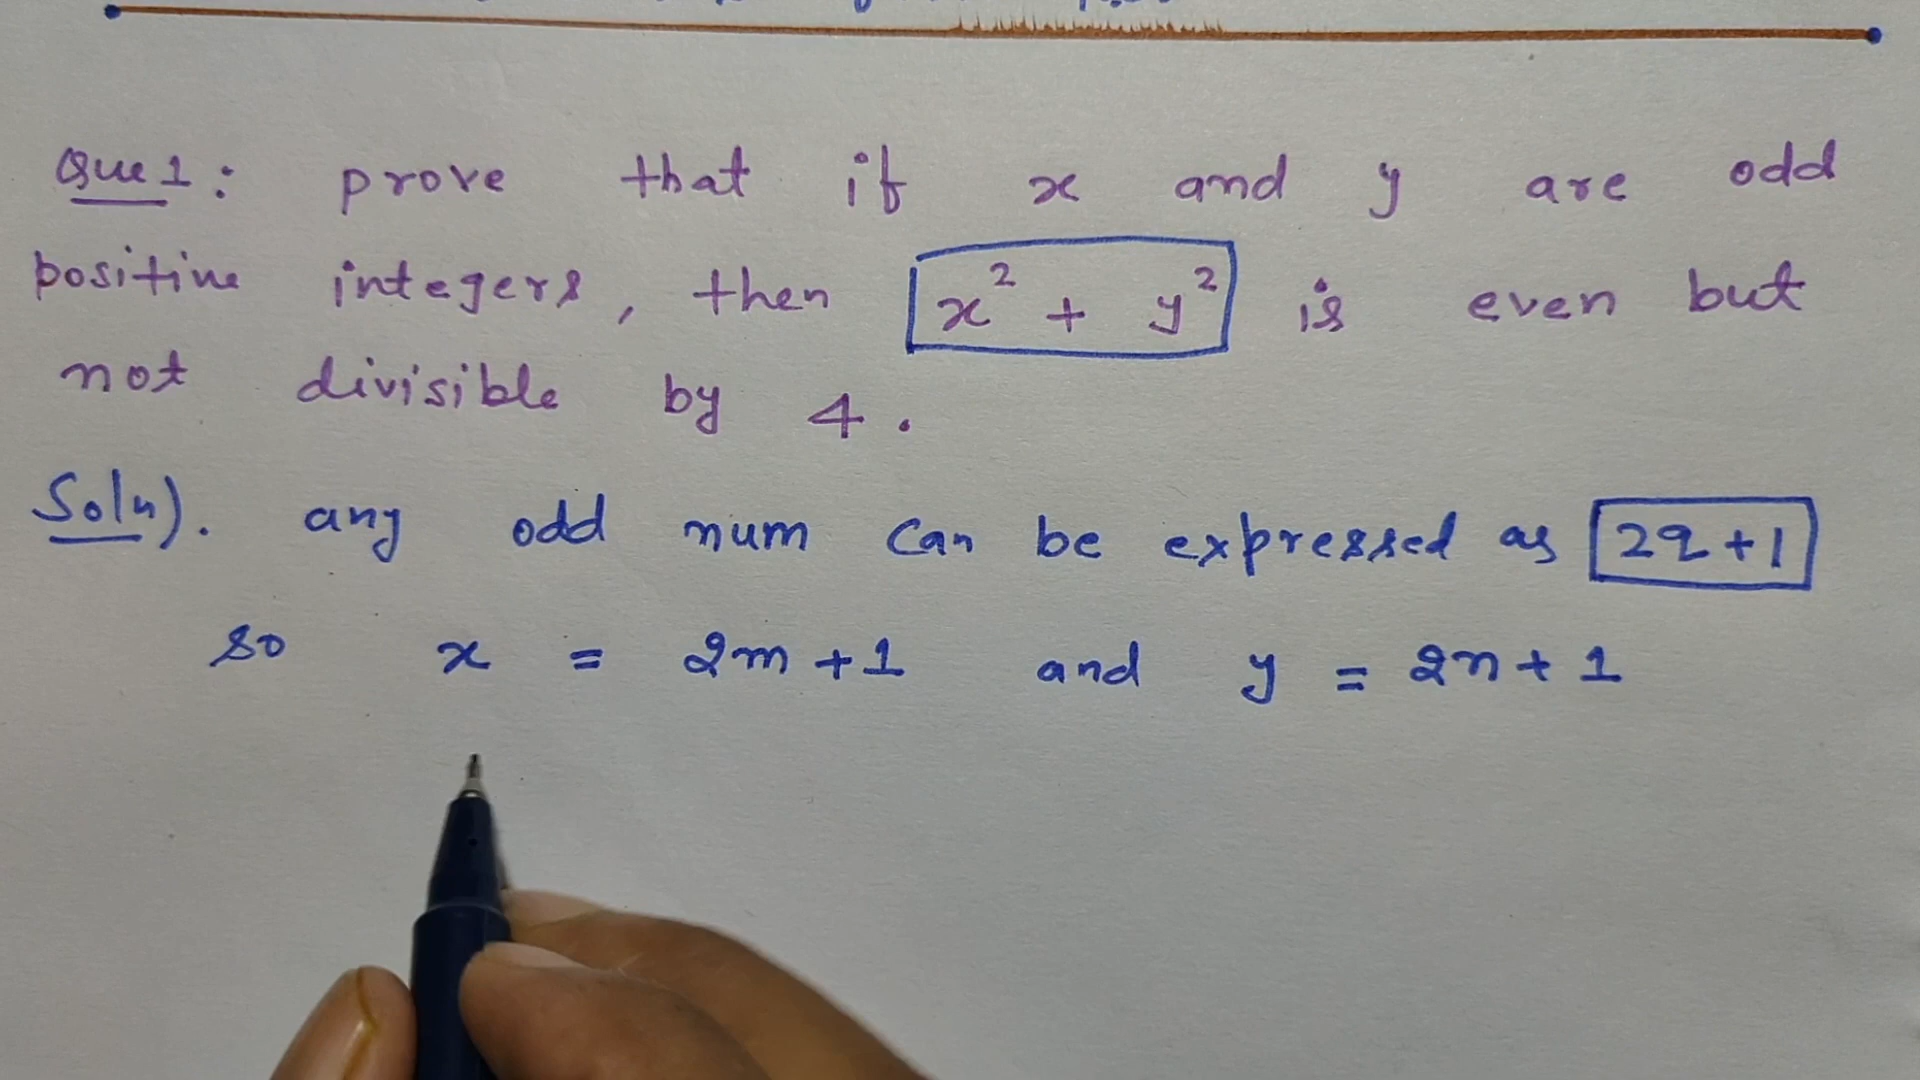 Que 1: prove that if x and y are odd
positive integers, then x² + y² is even but
not divisible by 4.
Soln). any odd num can be expressed as 2q+1
so x = 2m+1 and y = 2n+1